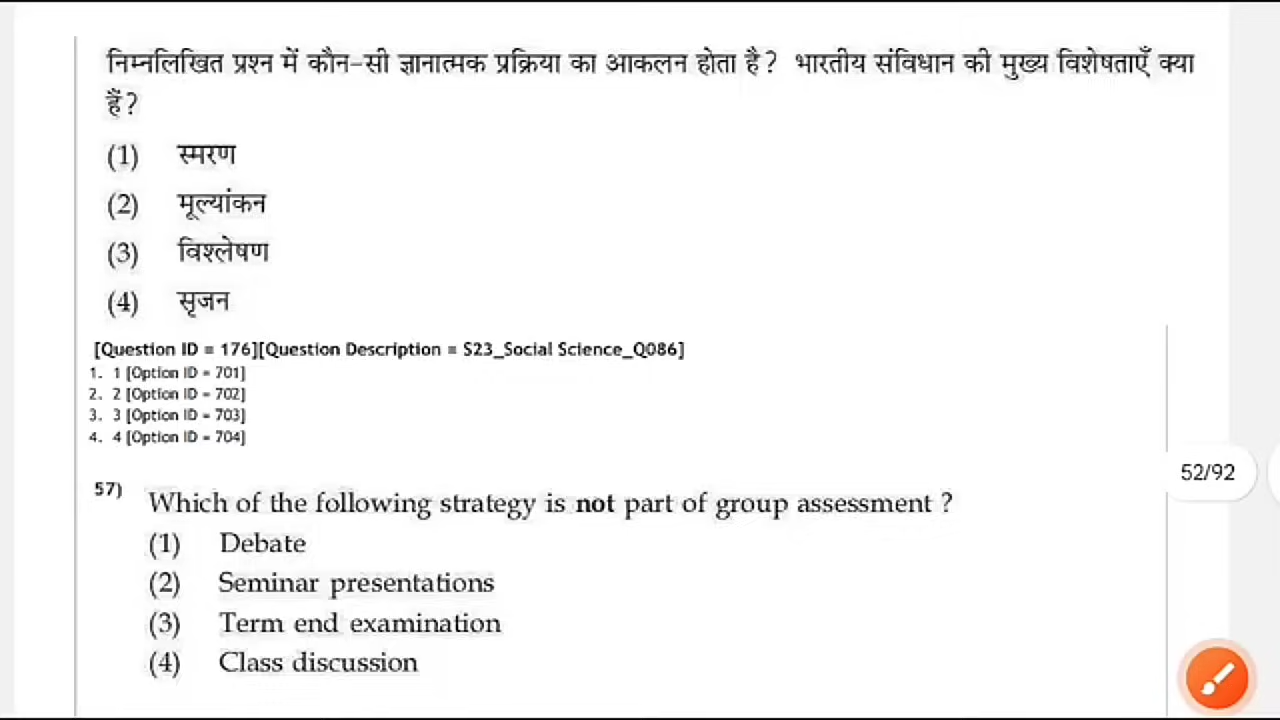 निम्नलिखित प्रश्न में कौन-सी ज्ञानात्मक प्रक्रिया का आकलन होता है? भारतीय संविधान की मुख्य विशेषताएँ क्या
हैं?
(1) स्मरण
(2) मूल्यांकन
(3) विश्लेषण
(4) सृजन
[Question ID = 176][Question Description = S23_Social Science_Q086]
1. 1 [Option ID = 701]
2. 2 [Option ID = 702]
3. 3 [Option ID = 703]
4. 4 [Option ID = 704]
52/92
57) Which of the following strategy is not part of group assessment ?
(1) Debate
(2) Seminar presentations
(3) Term end examination
(4) Class discussion